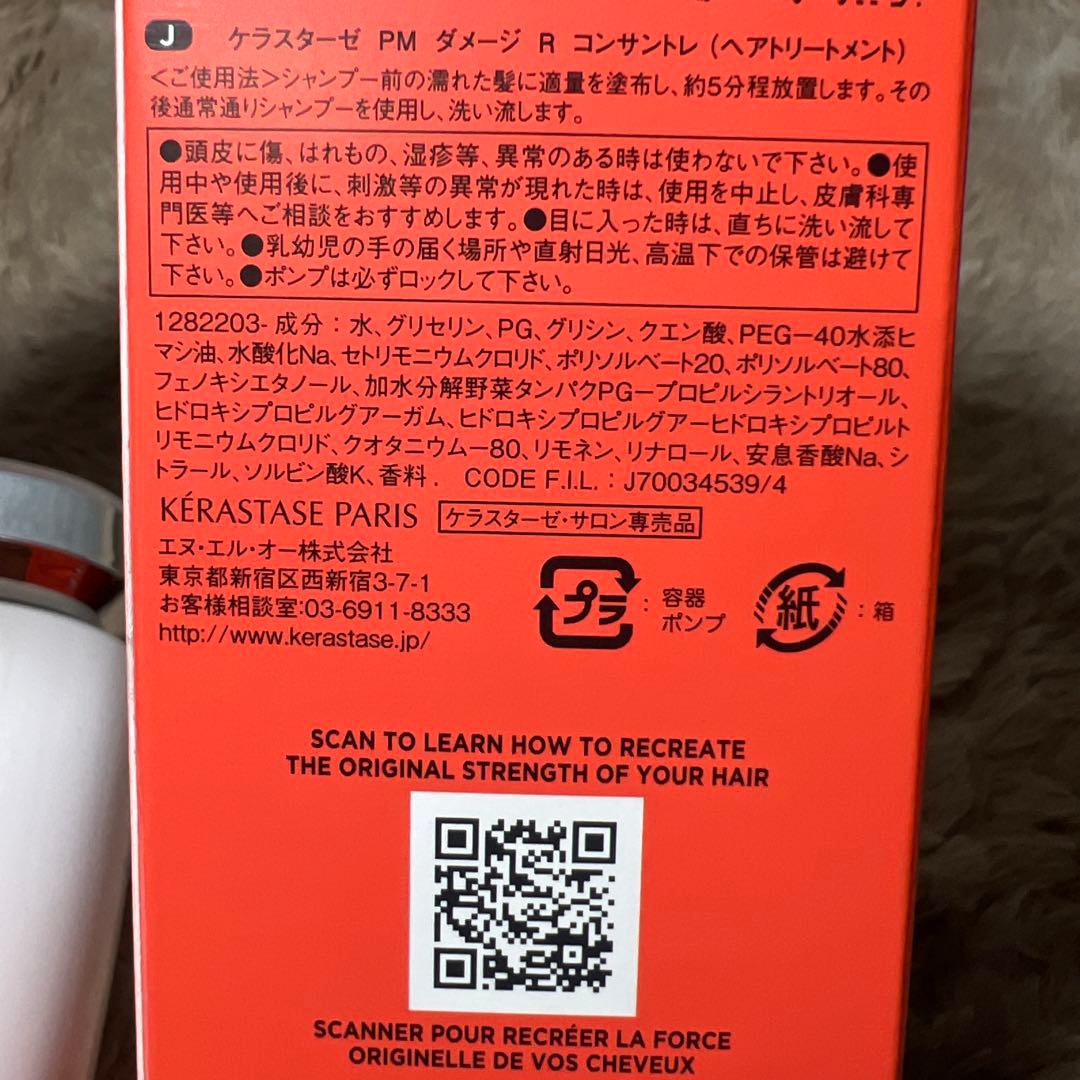 J ケラスターゼ PM ダメージ R コンサントレ (ヘアトリートメント)
<ご使用法>シャンプー前の濡れた髪に適量を塗布し、約5分程放置します。その
後通常通りシャンプーを使用し、洗い流します。
●頭皮に傷、はれもの、湿疹等、異常のある時は使わないで下さい。●使
用中や使用後に、刺激等の異常が現れた時は、使用を中止し、皮膚科専
門医等へご相談をおすすめします。●目に入った時は、直ちに洗い流して
下さい。●乳幼児の手の届く場所や直射日光、高温下での保管は避けて
下さい。●ポンプは必ずロックして下さい。
1282203- 成分：水、グリセリン、PG、グリシン、クエン酸、PEG－40水添ヒ
マシ油、水酸化Na、セトリモニウムクロリド、ポリソルベート20、ポリソルベート80、
フェノキシエタノール、加水分解野菜タンパクPG－プロピルシラントリオール、
ヒドロキシプロピルグアーガム、ヒドロキシプロピルグアーヒドロキシプロピルト
リモニウムクロリド、クオタニウム－80、リモネン、リナロール、安息香酸Na、シ
トラール、ソルビン酸K、香料． CODE F.I.L.：J70034539/4
KÉRASTASE PARIS ケラスターゼ・サロン専売品
エヌ・エル・オー株式会社
東京都新宿区西新宿3-7-1
お客様相談室:03-6911-8333
http://www.kerastase.jp/
プラ：容器
ポンプ
紙：箱
SCAN TO LEARN HOW TO RECREATE
THE ORIGINAL STRENGTH OF YOUR HAIR
SCANNER POUR RECRÉER LA FORCE
ORIGINELLE DE VOS CHEVEUX